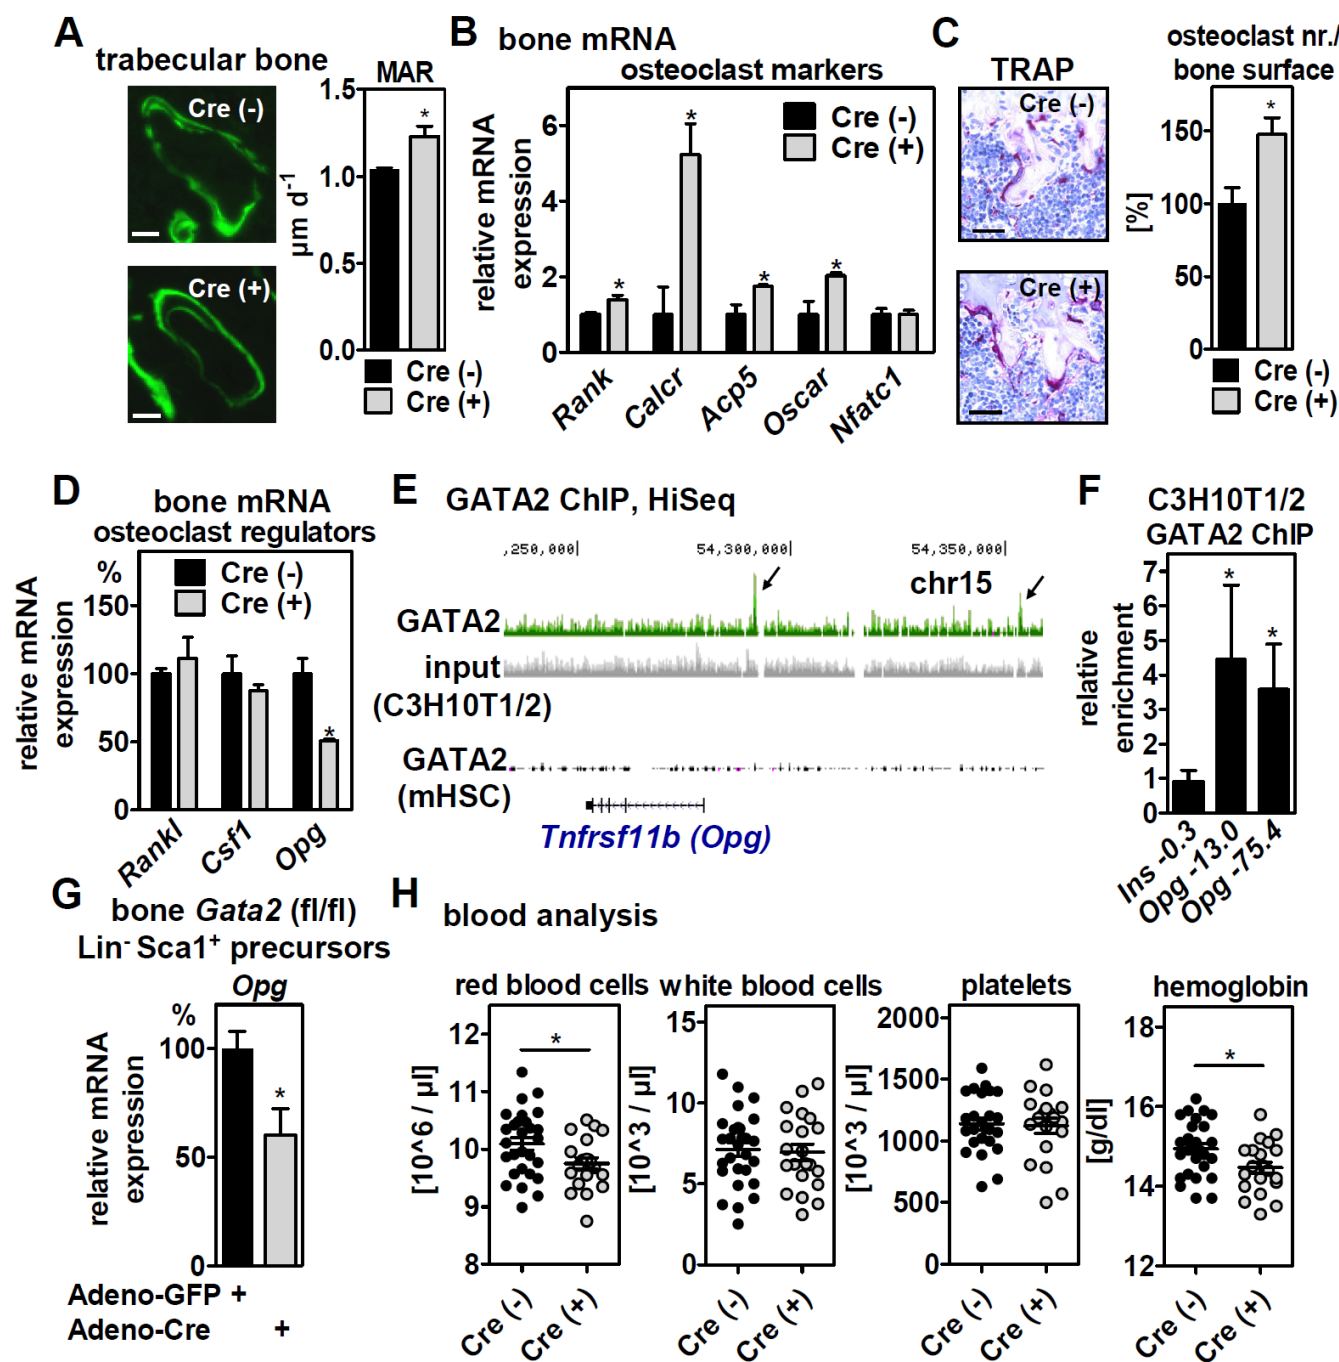 A
trabecular bone
Cre (-)
Cre (+)
MAR
µm d-1
1.5
1.0
0.5
0.0
*
Cre (-)
Cre (+)
B
bone mRNA
osteoclast markers
relative mRNA
expression
6
4
2
0
Cre (-)
Cre (+)
*
*
*
*
Rank
Calcr
Acp5
Oscar
Nfatc1
C
TRAP
Cre (-)
Cre (+)
osteoclast nr./
bone surface
[%]
150
100
50
0
*
Cre (-)
Cre (+)
D
bone mRNA
osteoclast regulators
relative mRNA
expression
%
150
100
50
0
Cre (-)
Cre (+)
*
Rankl
Csf1
Opg
E
GATA2 ChIP, HiSeq
,250,000| 54,300,000| 54,350,000|
chr15
GATA2
input
(C3H10T1/2)
GATA2
(mHSC)
Tnfrsf11b (Opg)
F
C3H10T1/2
GATA2 ChIP
relative
enrichment
7
6
5
4
3
2
1
0
*
*
Ins -0.3
Opg -13.0
Opg -75.4
G
bone Gata2 (fl/fl)
Lin- Sca1+ precursors
Opg
relative mRNA
expression
%
100
50
0
*
Adeno-GFP +
Adeno-Cre +
H
blood analysis
red blood cells
[10^6 / µl]
12
11
10
9
8
*
Cre (-)
Cre (+)
white blood cells
[10^3 / µl]
15
10
5
0
Cre (-)
Cre (+)
platelets
[10^3 / µl]
2000
1500
1000
500
0
Cre (-)
Cre (+)
hemoglobin
[g/dl]
18
16
14
12
*
Cre (-)
Cre (+)